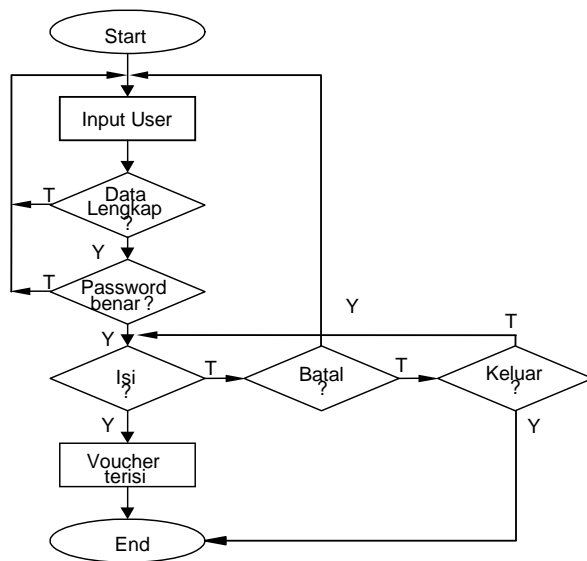 Start
Input User
T
Data
Lengkap
?
Y
T
Password
benar ?
Y
T
Y
Isi
?
T
Batal
?
T
Keluar
?
Y
Y
Voucher
terisi
End